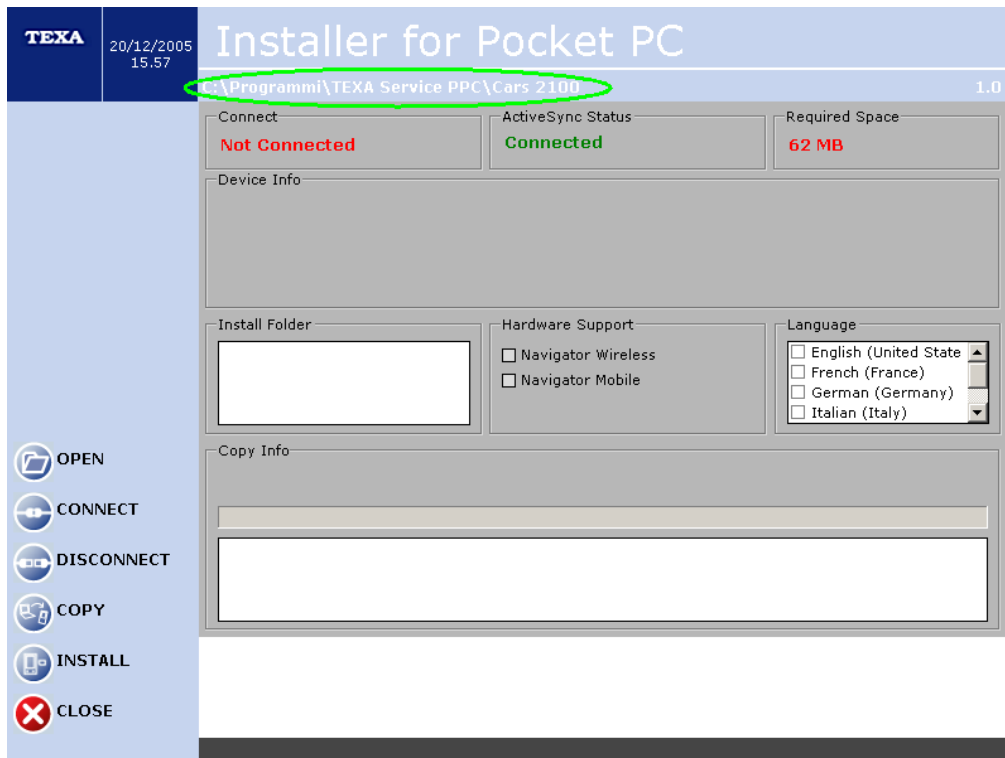 TEXA
20/12/2005
15.57
Installer for Pocket PC
C:\Programmi\TEXA Service PPC\Cars 2100
1.0
Connect
Not Connected
ActiveSync Status
Connected
Required Space
62 MB
Device Info
Install Folder
Hardware Support
Navigator Wireless
Navigator Mobile
Language
English (United State
French (France)
German (Germany)
Italian (Italy)
Copy Info
OPEN
CONNECT
DISCONNECT
COPY
INSTALL
CLOSE